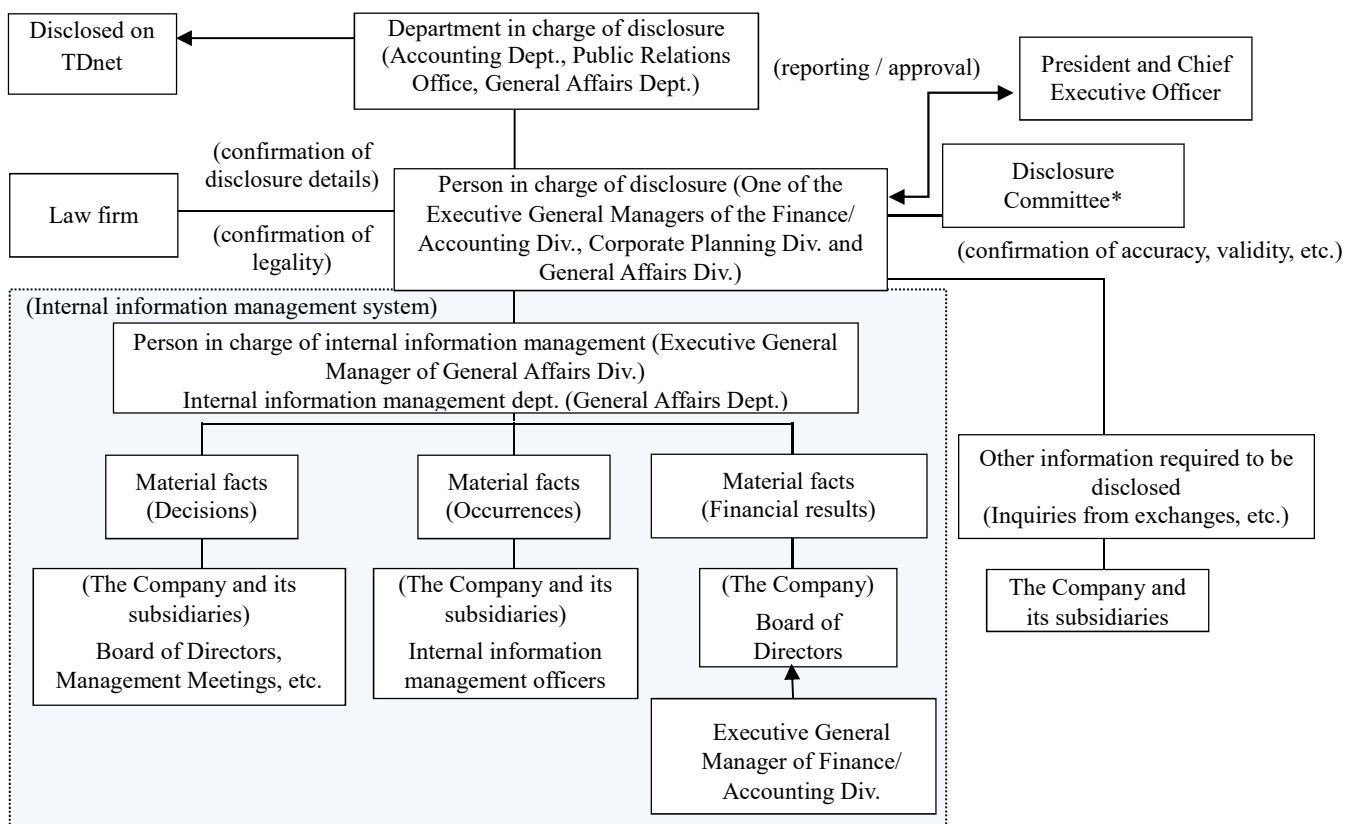 Disclosed on
TDnet
Department in charge of disclosure
(Accounting Dept., Public Relations
Office, General Affairs Dept.)
(reporting / approval)
President and Chief
Executive Officer
(confirmation of
disclosure details)
Law firm
(confirmation of
legality)
Person in charge of disclosure (One of the
Executive General Managers of the Finance/
Accounting Div., Corporate Planning Div. and
General Affairs Div.)
Disclosure
Committee*
(confirmation of accuracy, validity, etc.)
(Internal information management system)
Person in charge of internal information management (Executive General
Manager of General Affairs Div.)
Internal information management dept. (General Affairs Dept.)
Material facts
(Decisions)
Material facts
(Occurrences)
Material facts
(Financial results)
Other information required to be
disclosed
(Inquiries from exchanges, etc.)
(The Company and its
subsidiaries)
Board of Directors,
Management Meetings, etc.
(The Company and its
subsidiaries)
Internal information
management officers
(The Company)
Board of
Directors
The Company and
its subsidiaries
Executive General
Manager of Finance/
Accounting Div.